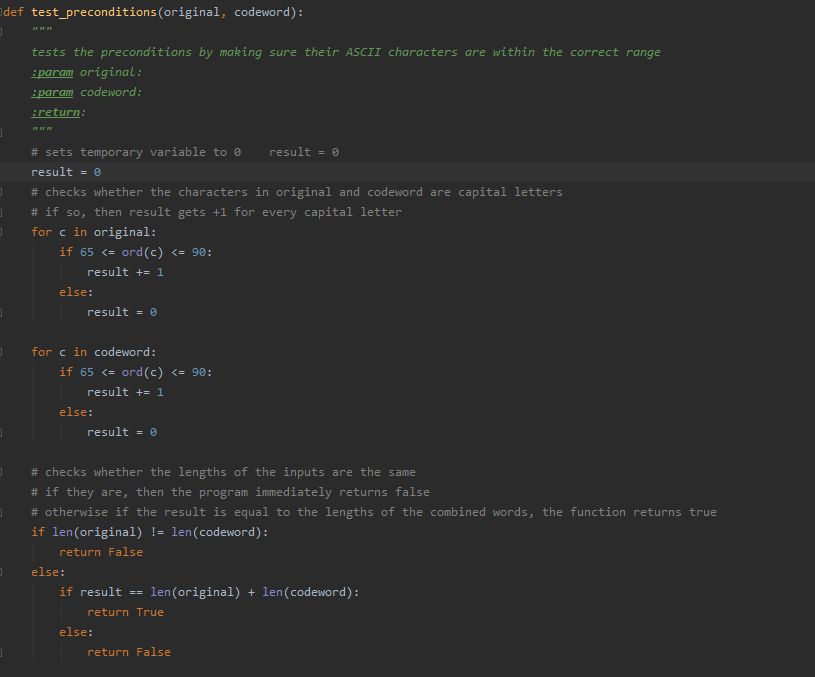 def test_preconditions(original, codeword):
    """
    tests the preconditions by making sure their ASCII characters are within the correct range
    :param original:
    :param codeword:
    :return:
    """
    # sets temporary variable to 0    result = 0
    result = 0
    # checks whether the characters in original and codeword are capital letters
    # if so, then result gets +1 for every capital letter
    for c in original:
        if 65 <= ord(c) <= 90:
            result += 1
        else:
            result = 0

    for c in codeword:
        if 65 <= ord(c) <= 90:
            result += 1
        else:
            result = 0

    # checks whether the lengths of the inputs are the same
    # if they are, then the program immediately returns false
    # otherwise if the result is equal to the lengths of the combined words, the function returns true
    if len(original) != len(codeword):
        return False
    else:
        if result == len(original) + len(codeword):
            return True
        else:
            return False